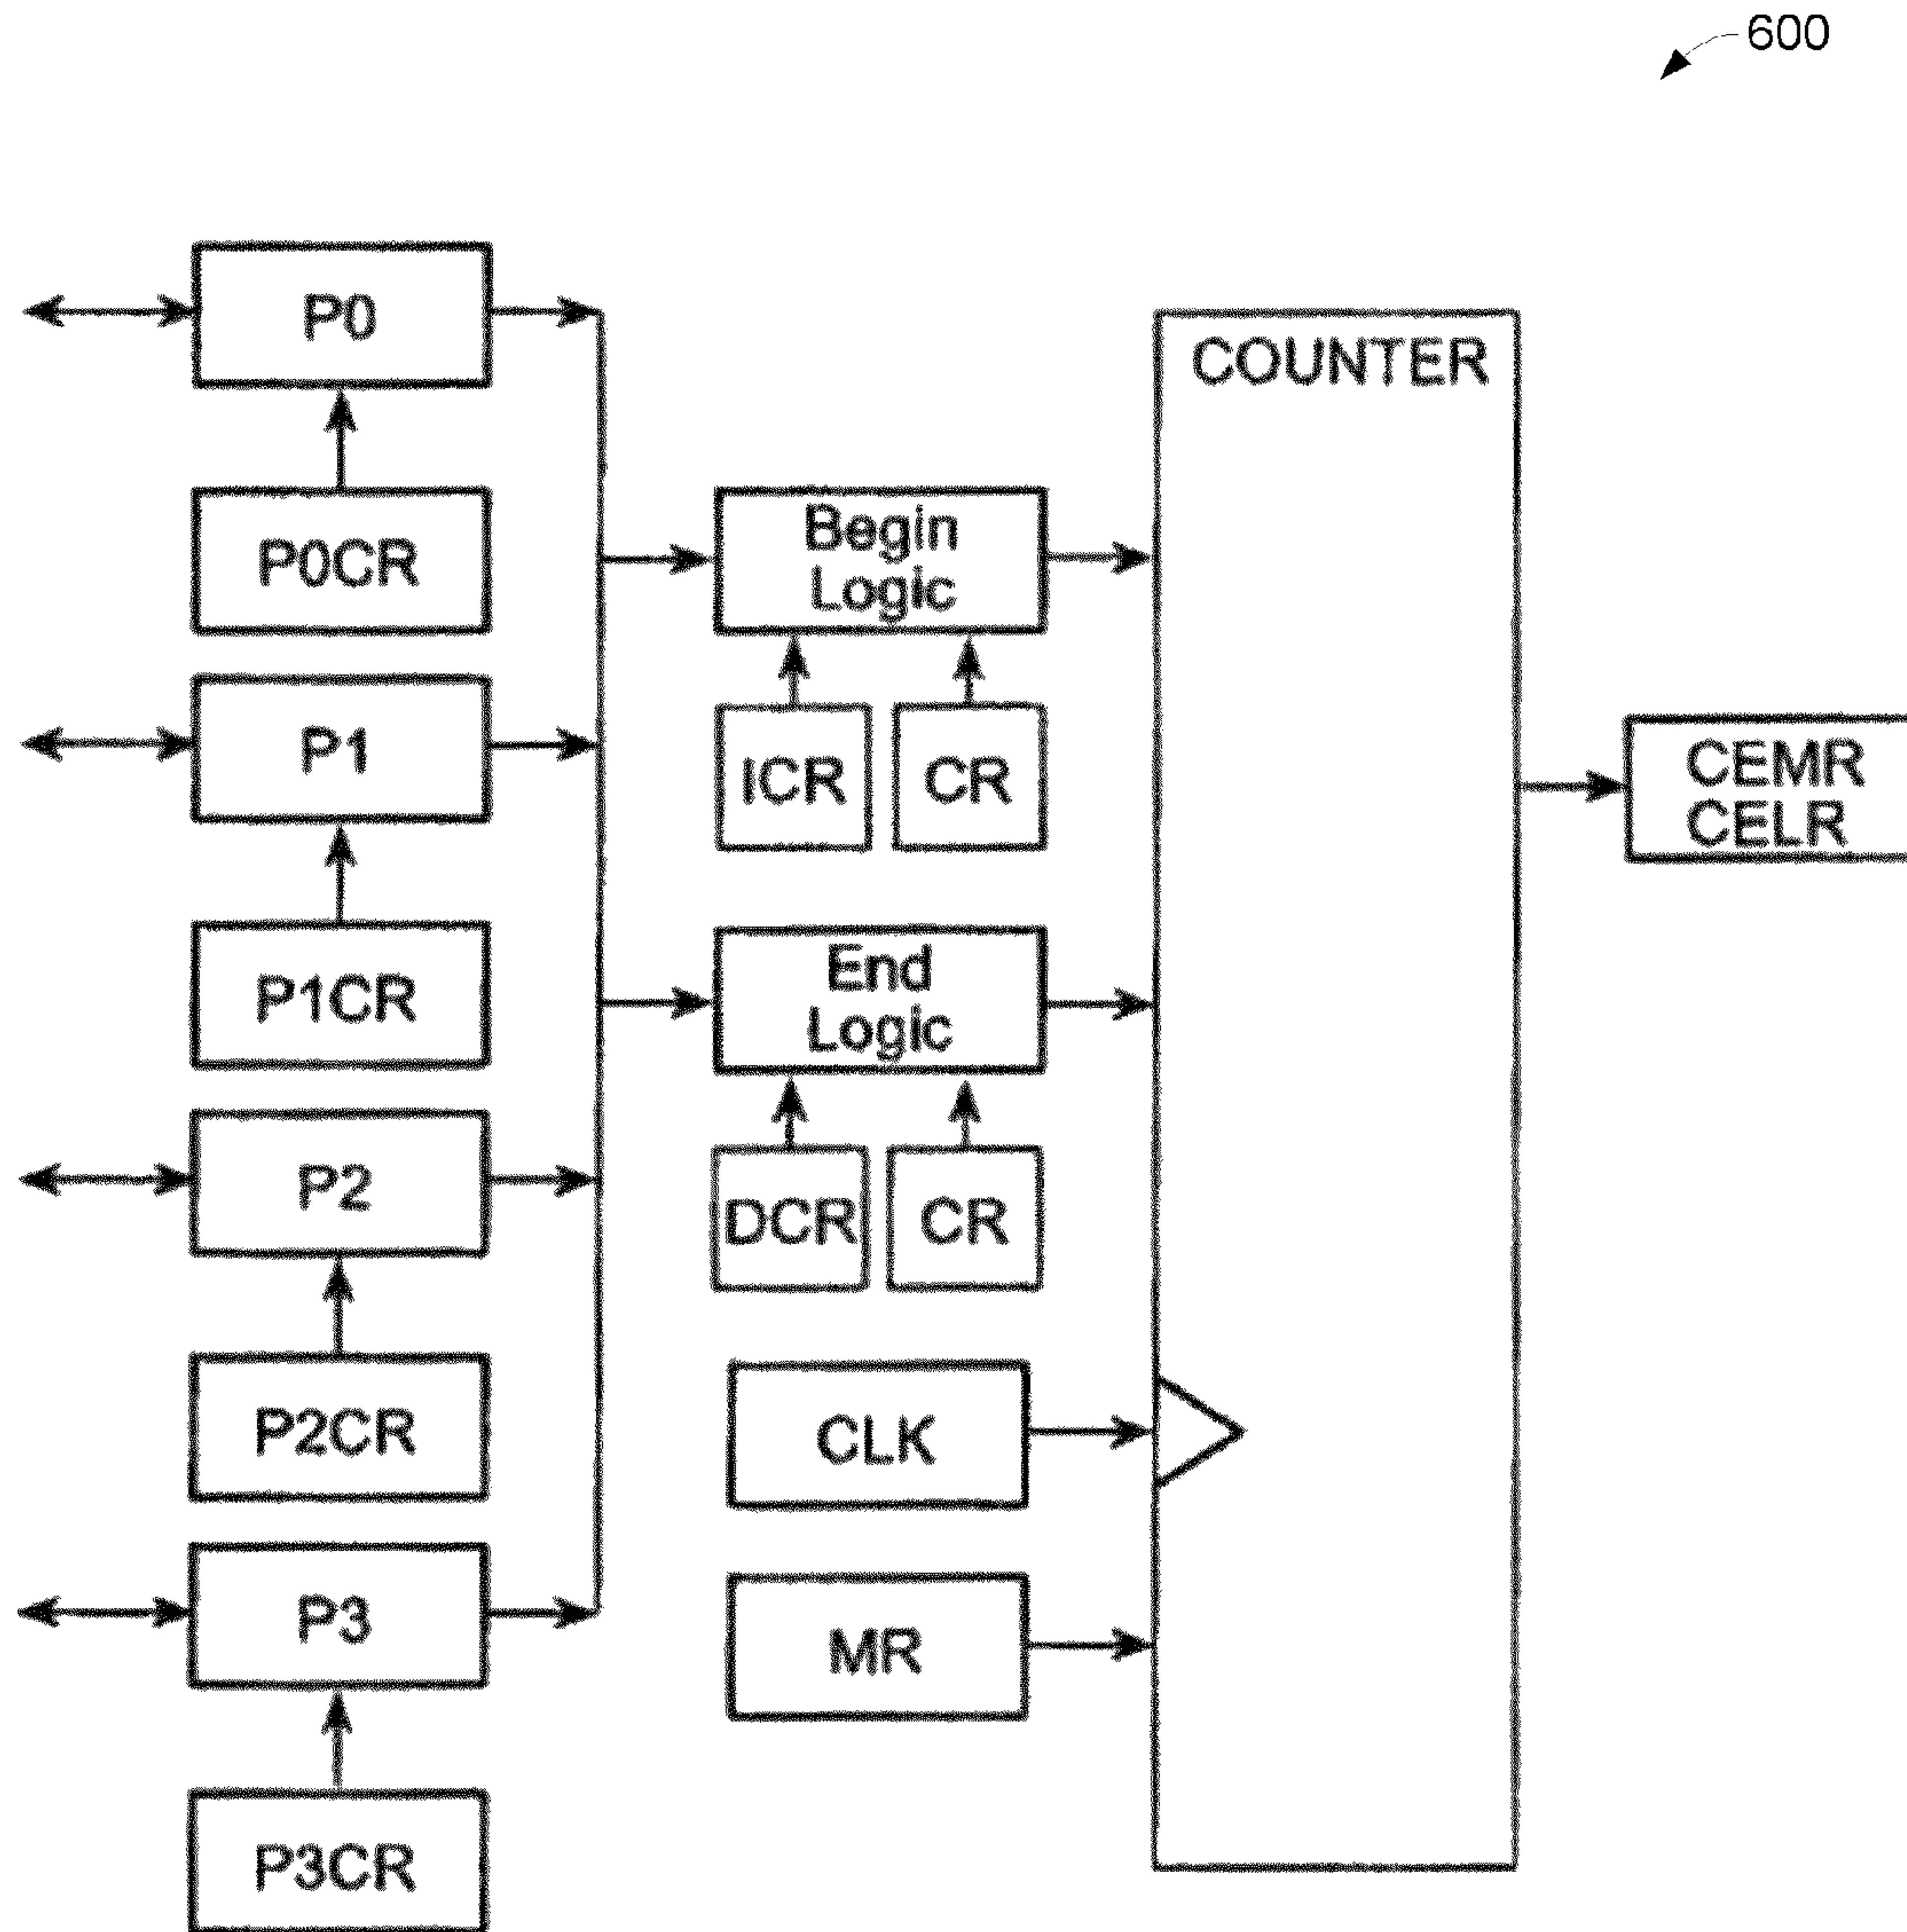 600
P0
P0CR
P1
P1CR
P2
P2CR
P3
P3CR
Begin
Logic
ICR
CR
End
Logic
DCR
CR
CLK
MR
COUNTER
CEMR
CELR